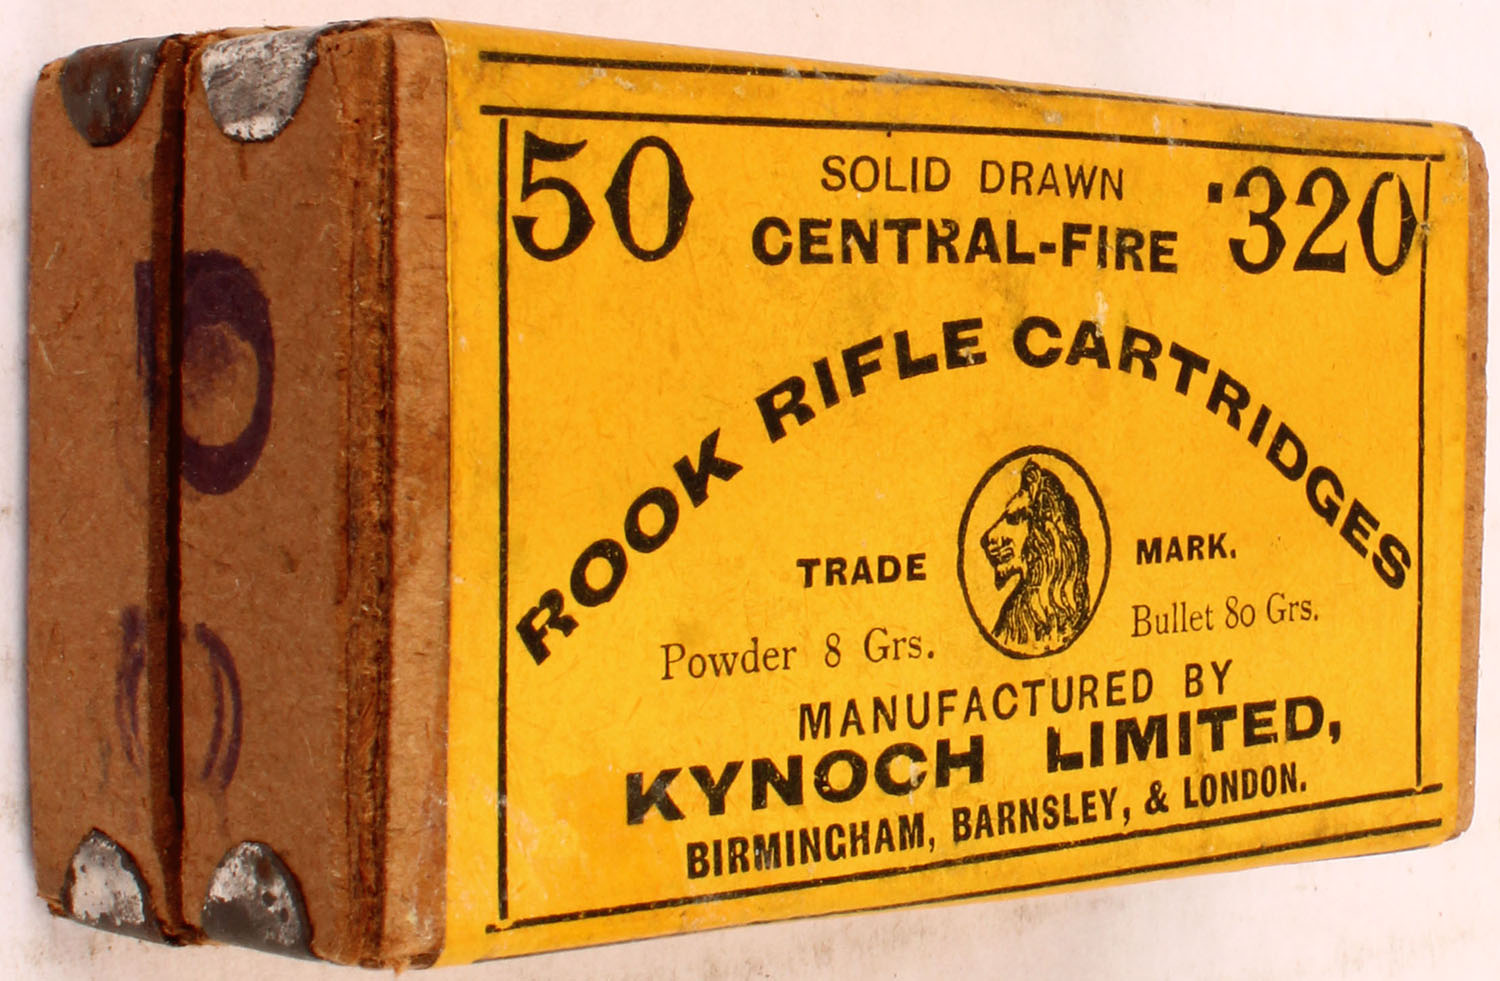 50 SOLID DRAWN ·320
CENTRAL-FIRE
ROOK RIFLE CARTRIDGES
TRADE MARK.
Powder 8 Grs. Bullet 80 Grs.
MANUFACTURED BY
KYNOCH LIMITED,
BIRMINGHAM, BARNSLEY, & LONDON.